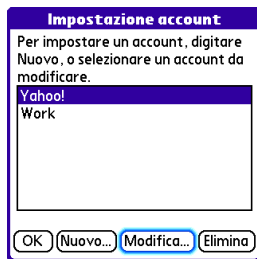 Impostazione account
Per impostare un account, digitare
Nuovo, o selezionare un account da
modificare.
Yahoo!
Work
OK Nuovo... Modifica... Elimina